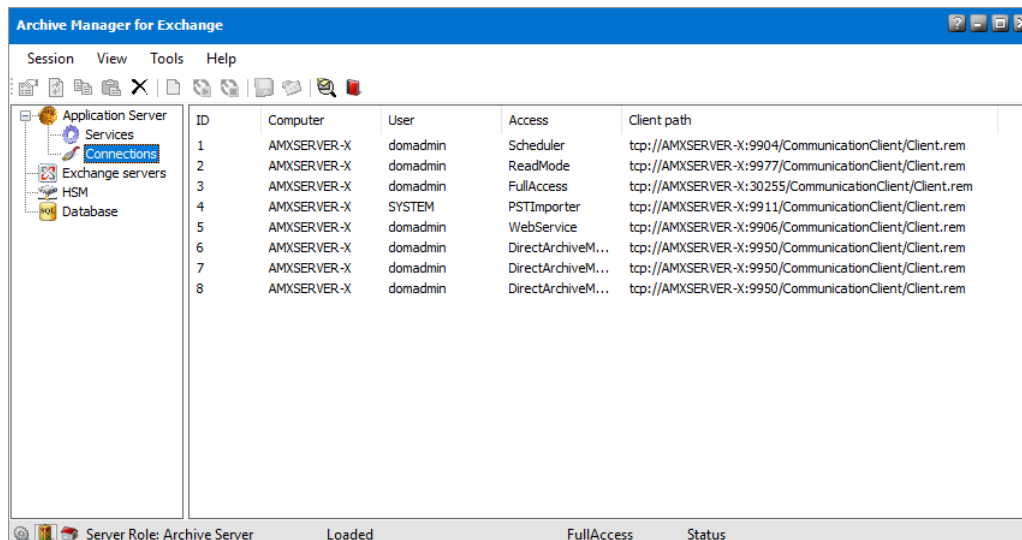 Archive Manager for Exchange
Session View Tools Help
Application Server
Services
Connections
Exchange servers
HSM
SQL Database
ID Computer User Access Client path
1 AMXSERVER-X domadmin Scheduler tcp://AMXSERVER-X:9904/CommunicationClient/Client.rem
2 AMXSERVER-X domadmin ReadMode tcp://AMXSERVER-X:9977/CommunicationClient/Client.rem
3 AMXSERVER-X domadmin FullAccess tcp://AMXSERVER-X:30255/CommunicationClient/Client.rem
4 AMXSERVER-X SYSTEM PSTImporter tcp://AMXSERVER-X:9911/CommunicationClient/Client.rem
5 AMXSERVER-X domadmin WebService tcp://AMXSERVER-X:9906/CommunicationClient/Client.rem
6 AMXSERVER-X domadmin DirectArchiveM... tcp://AMXSERVER-X:9950/CommunicationClient/Client.rem
7 AMXSERVER-X domadmin DirectArchiveM... tcp://AMXSERVER-X:9950/CommunicationClient/Client.rem
8 AMXSERVER-X domadmin DirectArchiveM... tcp://AMXSERVER-X:9950/CommunicationClient/Client.rem
Server Role: Archive Server Loaded FullAccess Status